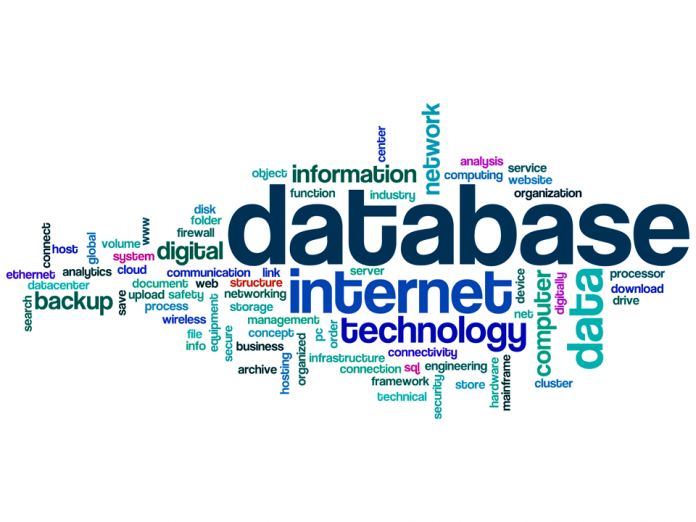 network
center
analysis
service
object
information
computing
website
function
industry
organization
disk
folder
firewall
database
connect
host
global
volume
www
system
digital
ethernet
analytics
cloud
communication
link
server
processor
datacenter
document
web
structure
internet
device
computer
digitally
data
download
search
backup
save
upload
safety
networking
drive
process
equipment
storage
net
wireless
management
technology
file
info
secure
concept
pc
order
business
organized
connectivity
infrastructure
archive
hosting
connection
sql
engineering
hardware
mainframe
framework
store
cluster
technical
security